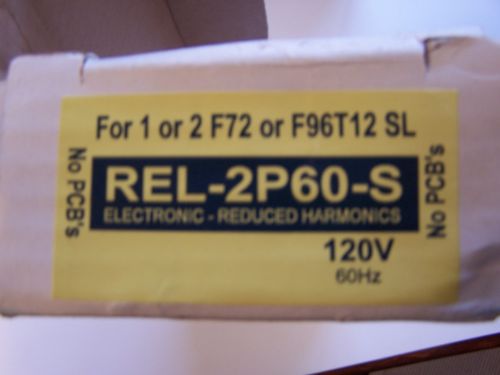 For 1 or 2 F72 or F96T12 SL
No PCB's
REL-2P60-S
ELECTRONIC - REDUCED HARMONICS
No PCB's
120V
60Hz